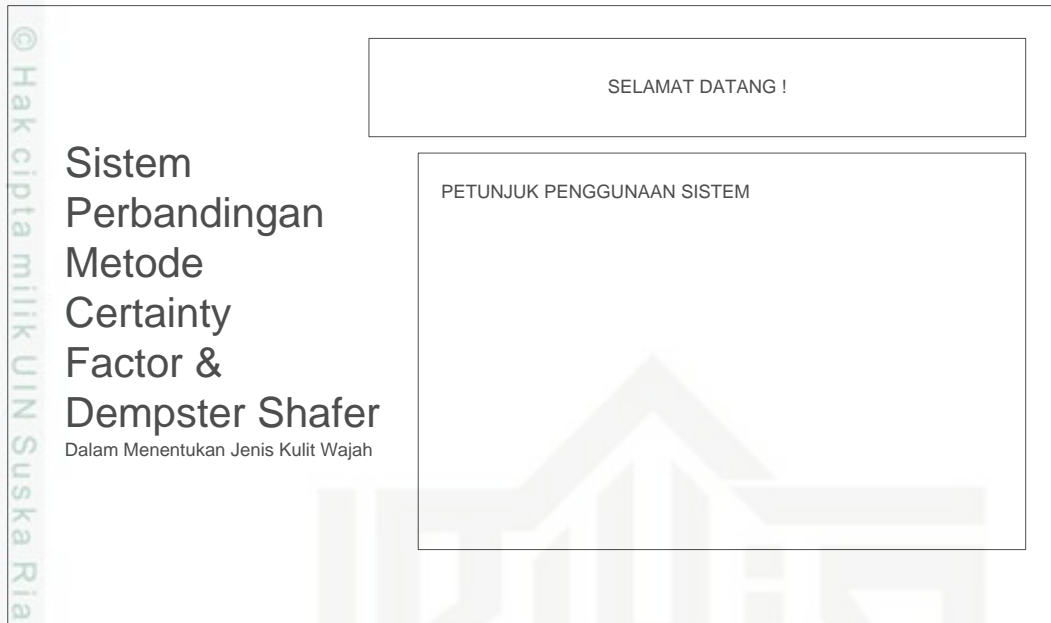 © Hak cipta milik UIN Suska Ria
SELAMAT DATANG !
Sistem
Perbandingan
Metode
Certainty
Factor &
Dempster Shafer
Dalam Menentukan Jenis Kulit Wajah
PETUNJUK PENGGUNAAN SISTEM